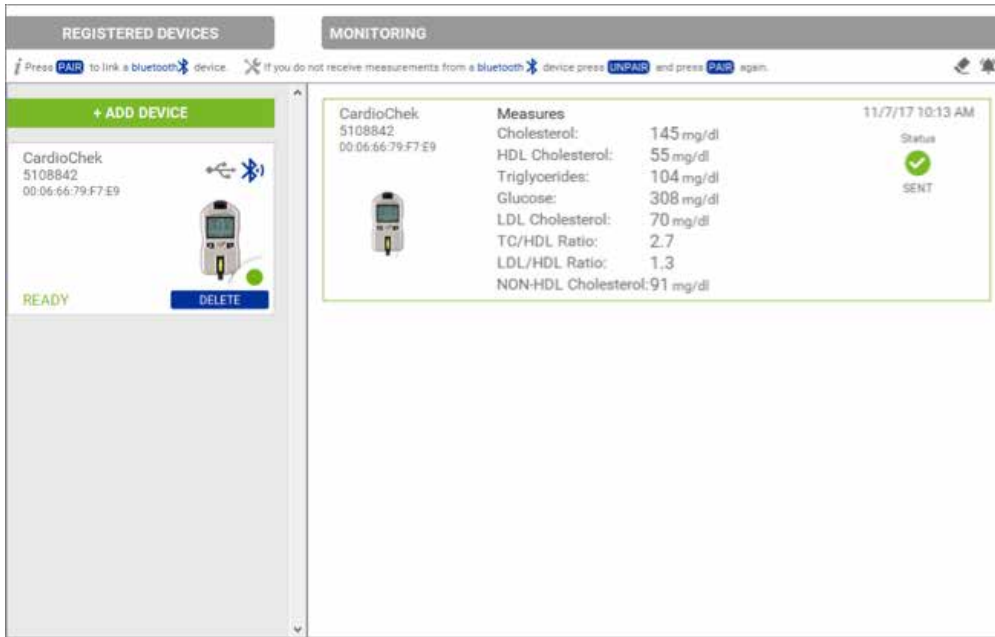 REGISTERED DEVICES
MONITORING
i Press PAIR to link a bluetooth device.
If you do not receive measurements from a bluetooth device press UNPAIR and press PAIR again.
+ ADD DEVICE
CardioChek
5108842
00:06:66:79:F7:E9
READY
DELETE
CardioChek
5108842
00:06:66:79:F7:E9
Measures
Cholesterol: 145 mg/dl
HDL Cholesterol: 55 mg/dl
Triglycerides: 104 mg/dl
Glucose: 308 mg/dl
LDL Cholesterol: 70 mg/dl
TC/HDL Ratio: 2.7
LDL/HDL Ratio: 1.3
NON-HDL Cholesterol:91 mg/dl
11/7/17 10:13 AM
Status
SENT